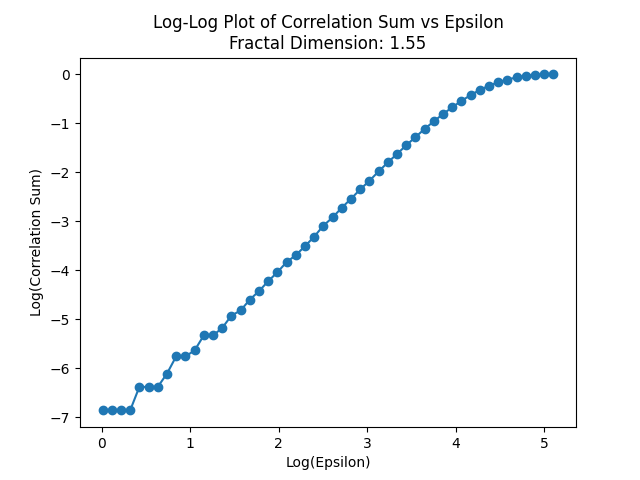 Log-Log Plot of Correlation Sum vs Epsilon
Fractal Dimension: 1.55
0
−1
−2
−3
−4
−5
−6
−7
Log(Correlation Sum)
0 1 2 3 4 5
Log(Epsilon)